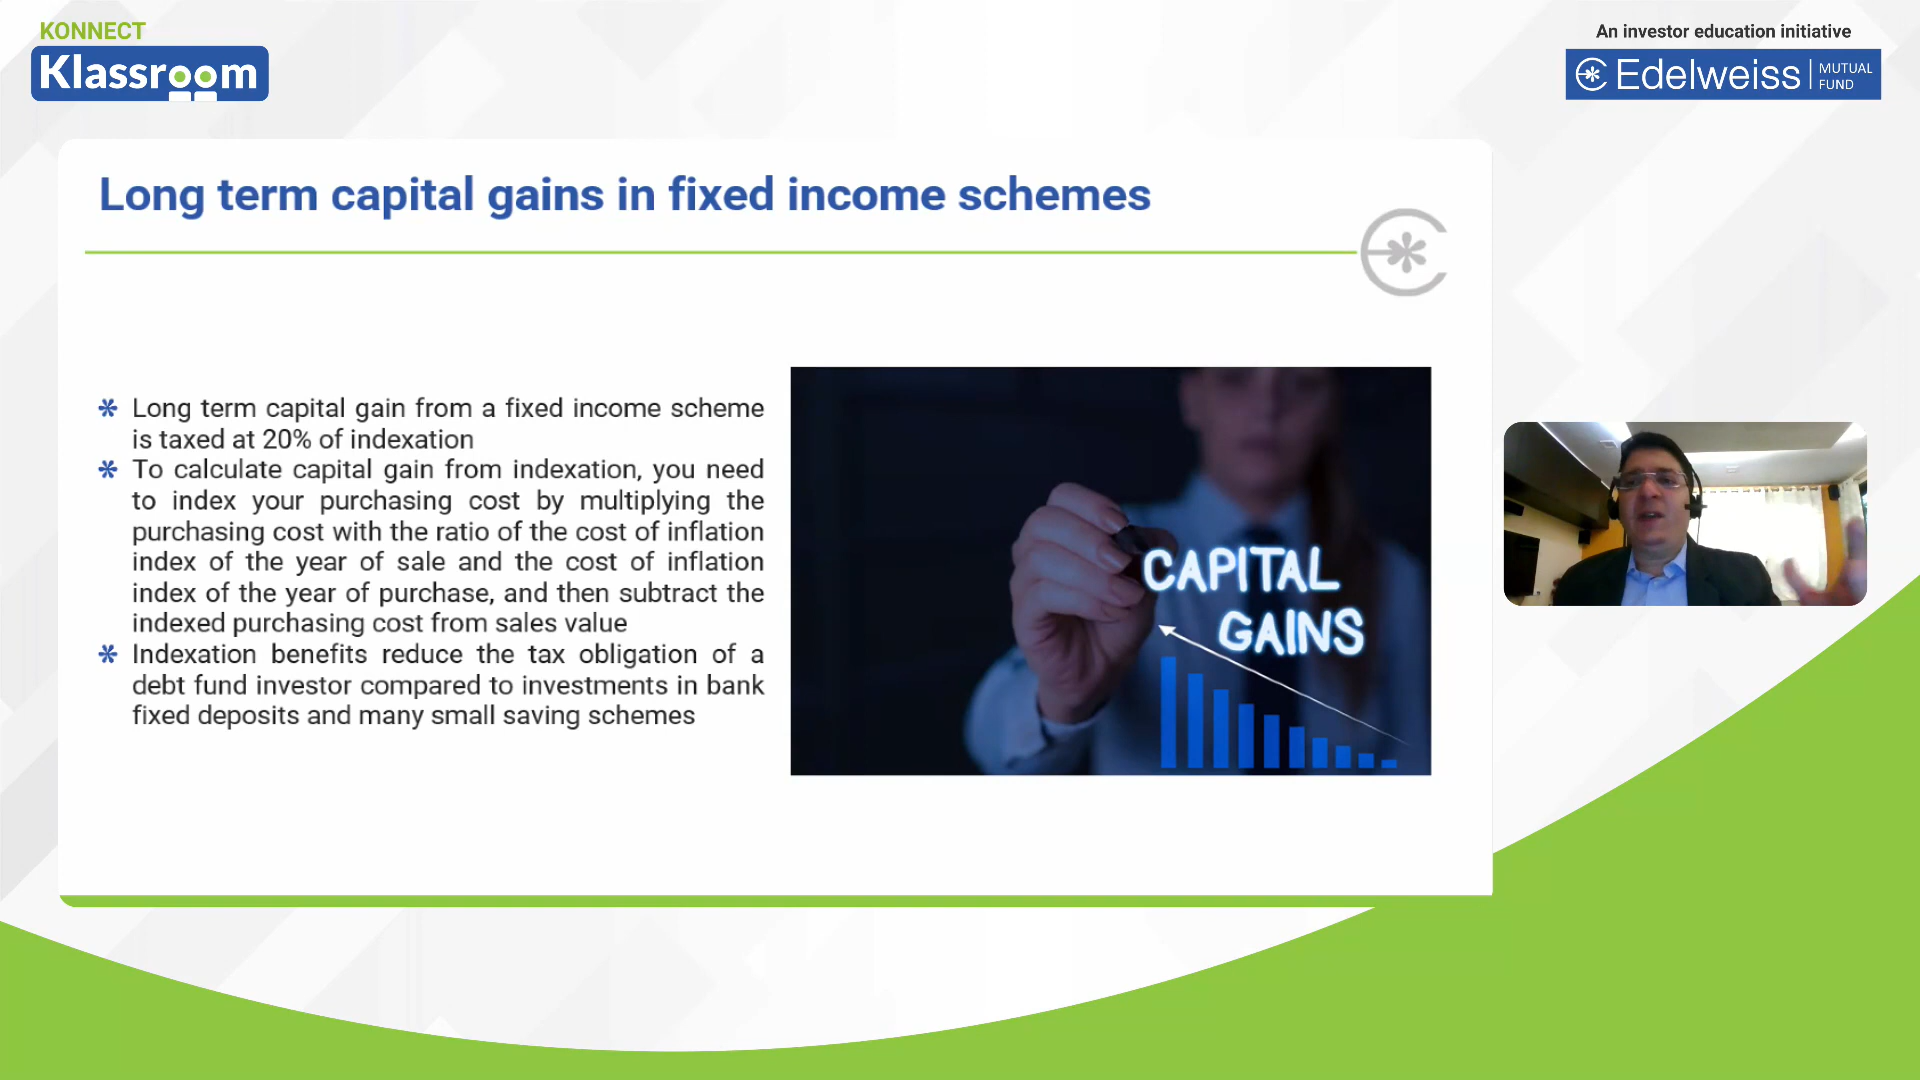 KONNECT
Klassroom
An investor education initiative
Edelweiss
MUTUAL
FUND
Long term capital gains in fixed income schemes
Long term capital gain from a fixed income scheme
is taxed at 20% of indexation
To calculate capital gain from indexation, you need
to index your purchasing cost by multiplying the
purchasing cost with the ratio of the cost of inflation
index of the year of sale and the cost of inflation
index of the year of purchase, and then subtract the
indexed purchasing cost from sales value
Indexation benefits reduce the tax obligation of a
debt fund investor compared to investments in bank
fixed deposits and many small saving schemes
CAPITAL
GAINS